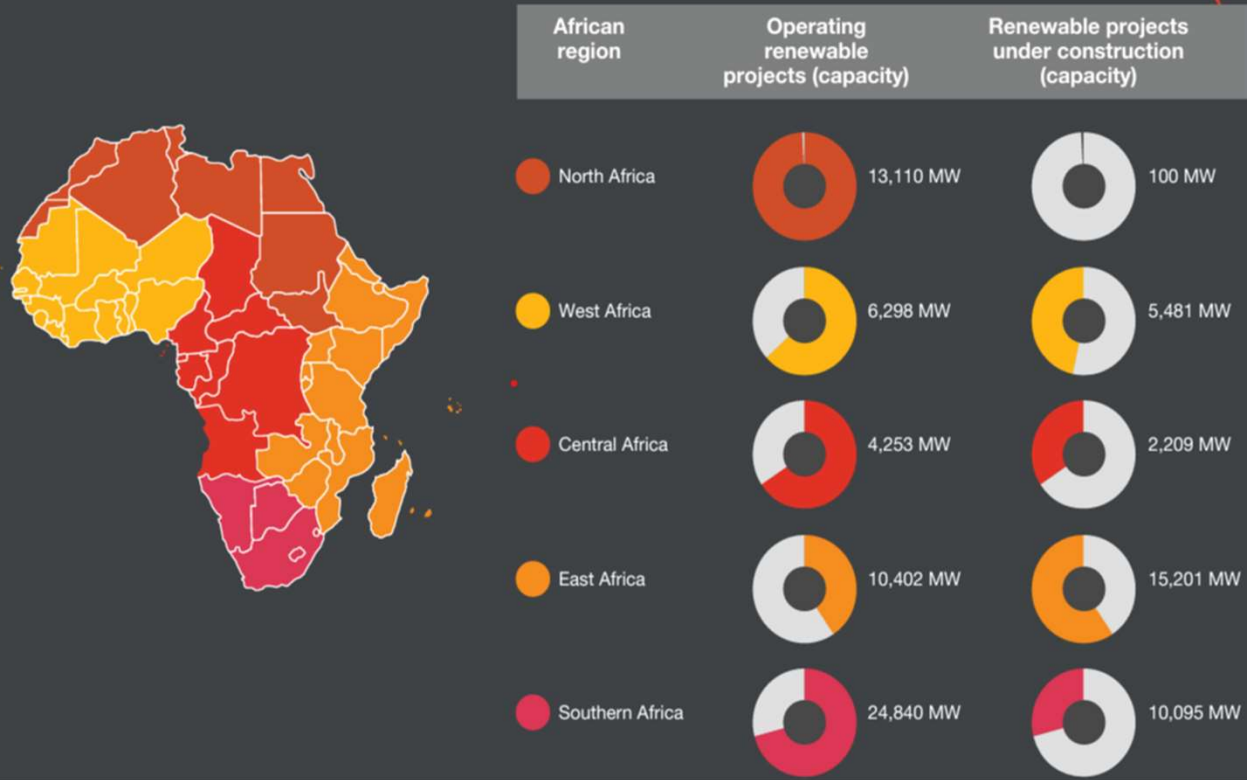 African
region
Operating
renewable
projects (capacity)
Renewable projects
under construction
(capacity)
North Africa
13,110 MW
100 MW
West Africa
6,298 MW
5,481 MW
Central Africa
4,253 MW
2,209 MW
East Africa
10,402 MW
15,201 MW
Southern Africa
24,840 MW
10,095 MW